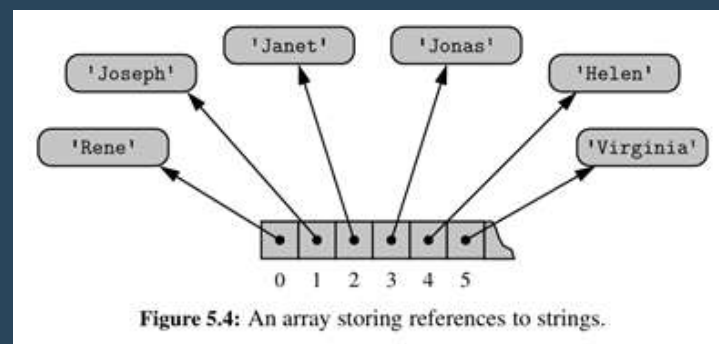 'Janet' 'Jonas'
'Joseph' 'Helen'
'Rene' 'Virginia'
0 1 2 3 4 5
Figure 5.4: An array storing references to strings.